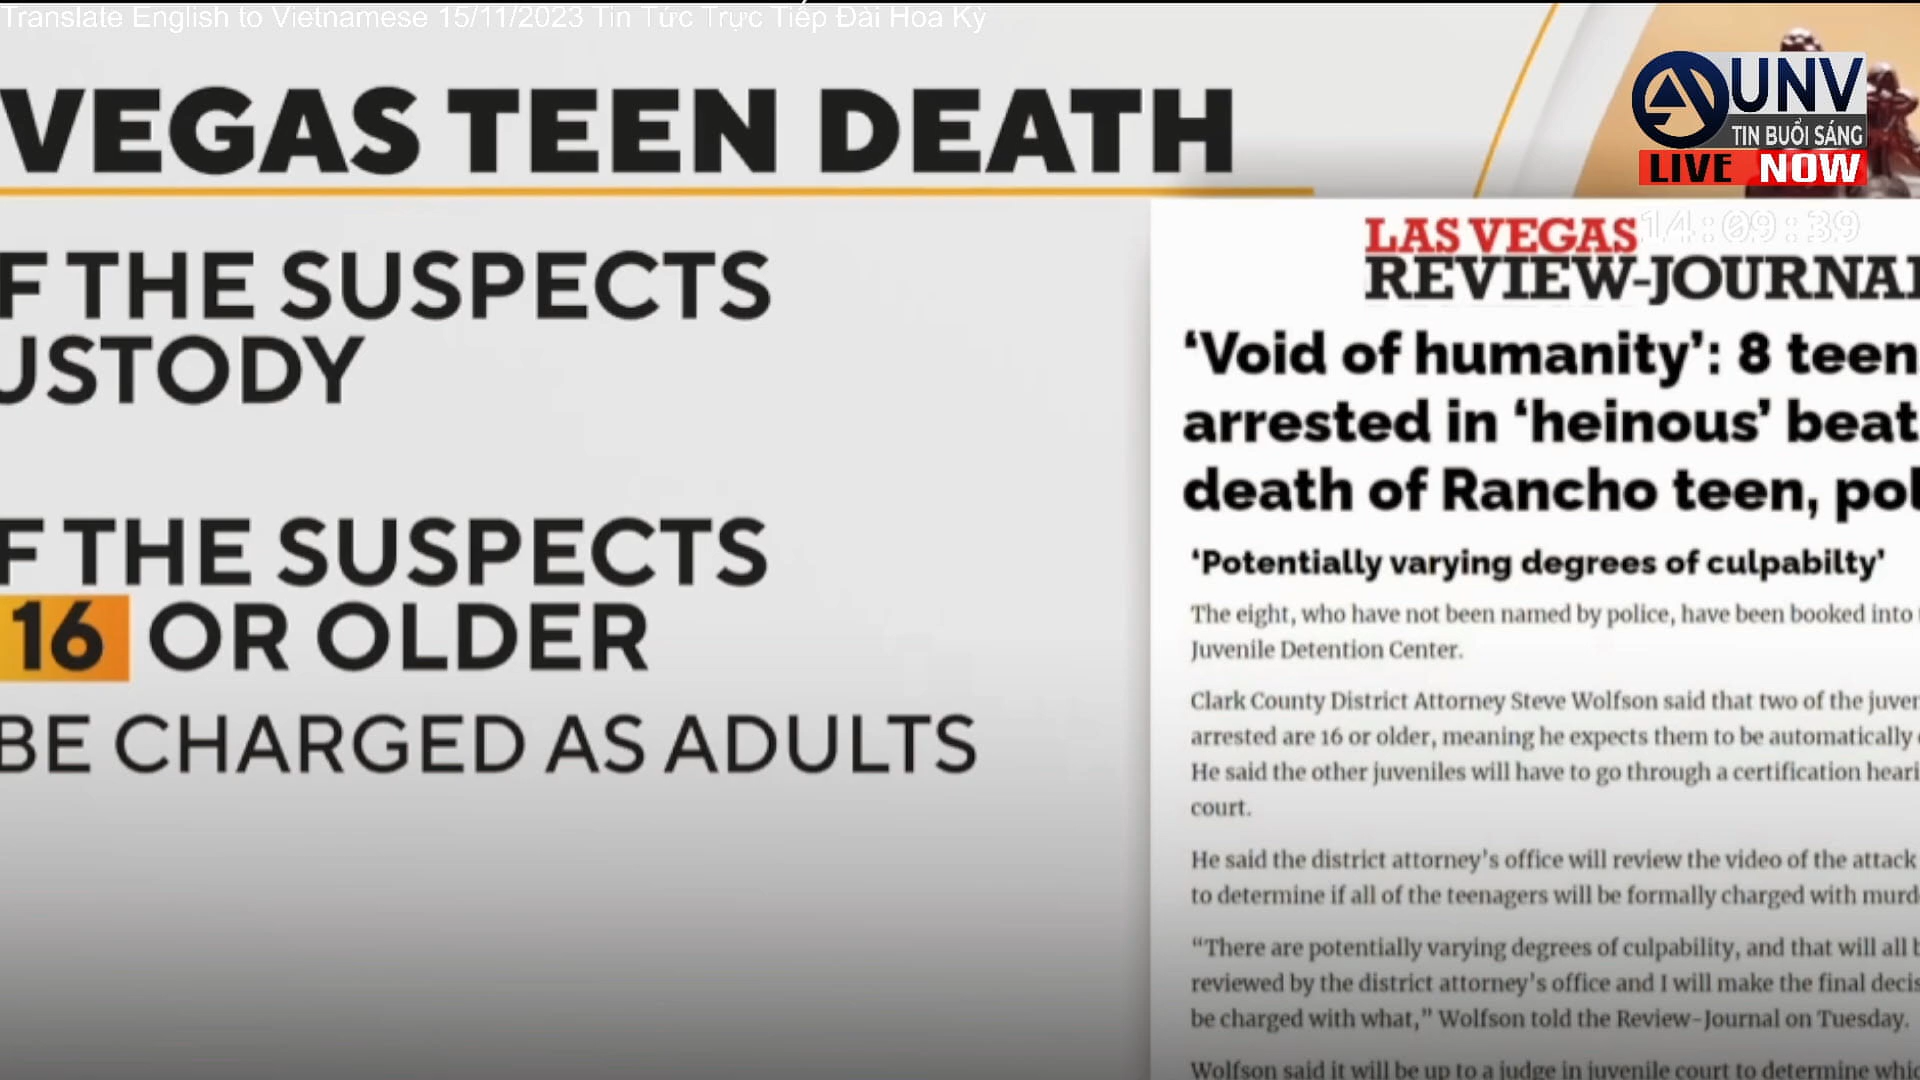 Translate English to Vietnamese 15/11/2023 Tin Tức Trực Tiếp Đài Hoa Kỳ
UNV
TIN BUỔI SÁNG
LIVE NOW
14:09:39
VEGAS TEEN DEATH
F THE SUSPECTS
USTODY
F THE SUSPECTS
16 OR OLDER
BE CHARGED AS ADULTS
LAS VEGAS
REVIEW-JOURNAL
‘Void of humanity’: 8 teen
arrested in ‘heinous’ beat
death of Rancho teen, pol
‘Potentially varying degrees of culpabilty’
The eight, who have not been named by police, have been booked into
Juvenile Detention Center.
Clark County District Attorney Steve Wolfson said that two of the juver
arrested are 16 or older, meaning he expects them to be automatically
He said the other juveniles will have to go through a certification heari
court.
He said the district attorney’s office will review the video of the attack
to determine if all of the teenagers will be formally charged with murd
“There are potentially varying degrees of culpability, and that will all b
reviewed by the district attorney’s office and I will make the final decis
be charged with what,” Wolfson told the Review-Journal on Tuesday.
Wolfson said it will be up to a judge in juvenile court to determine whic